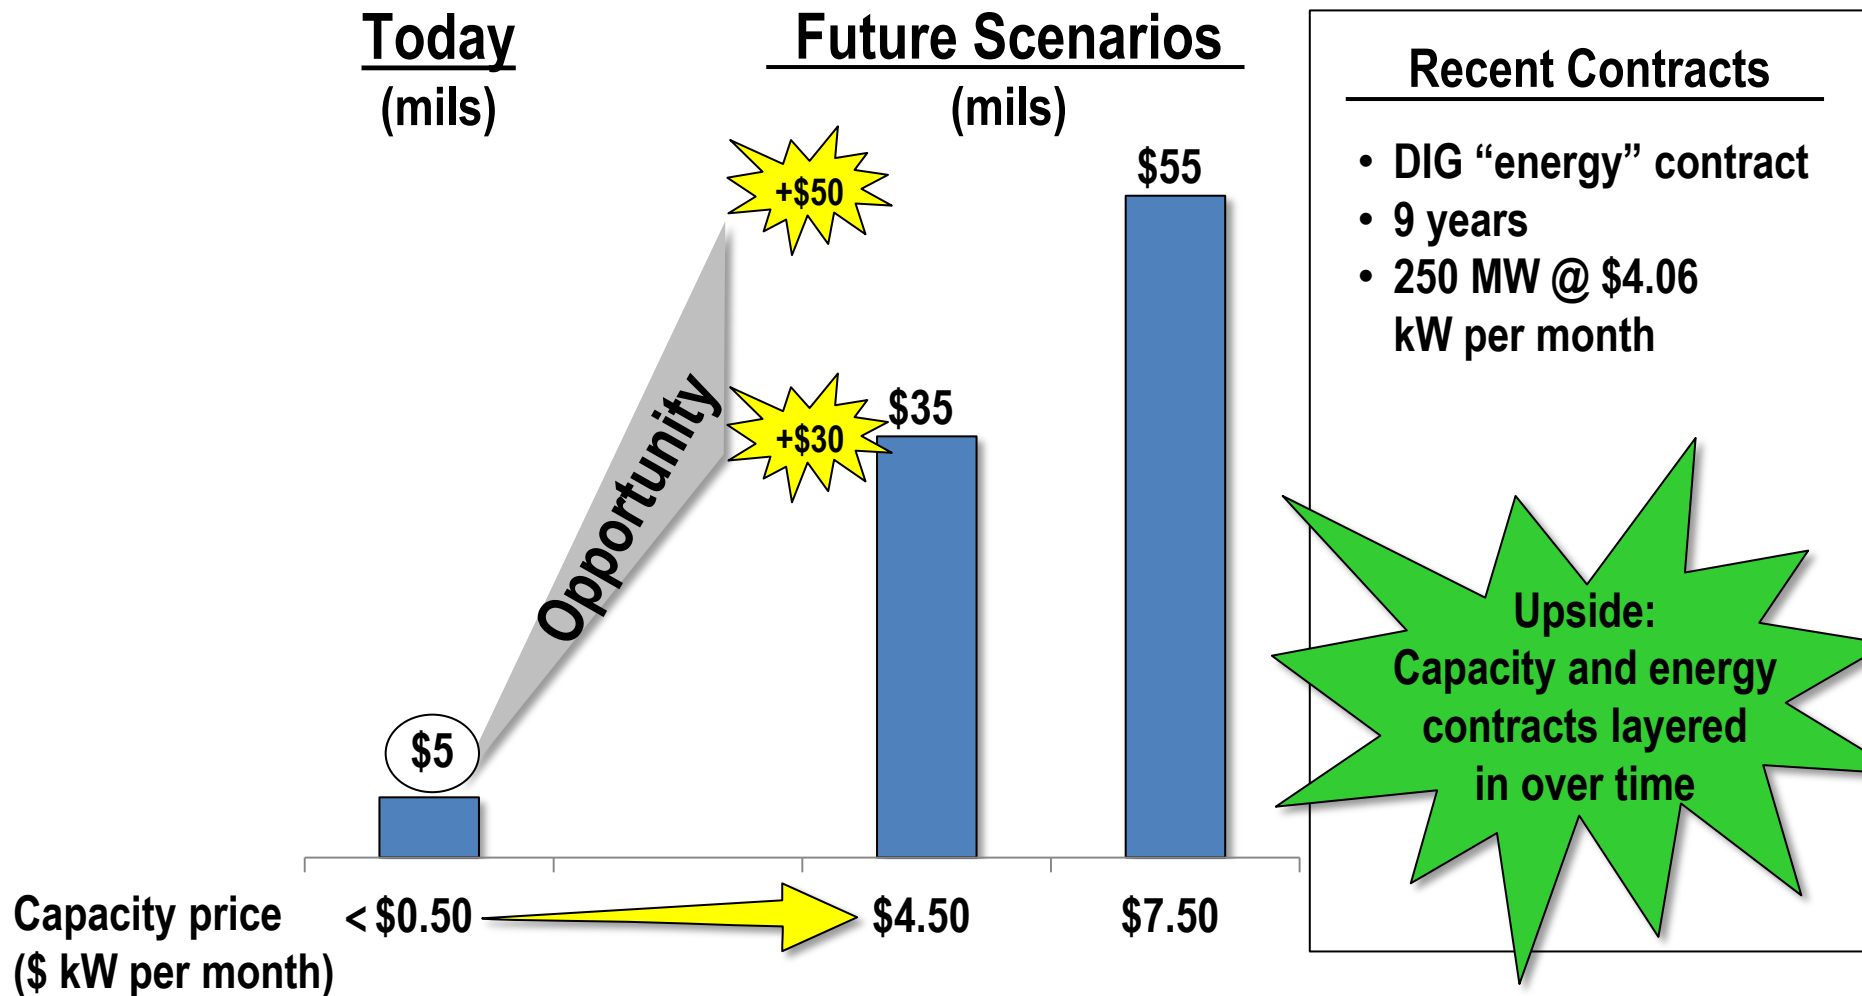 Today
(mils)
Future Scenarios
(mils)
+$50
+$30
$55
$35
Opportunity
$5
Capacity price
($ kW per month)
< $0.50
$4.50
$7.50
Recent Contracts
• DIG “energy” contract
• 9 years
• 250 MW @ $4.06
kW per month
Upside:
Capacity and energy
contracts layered
in over time